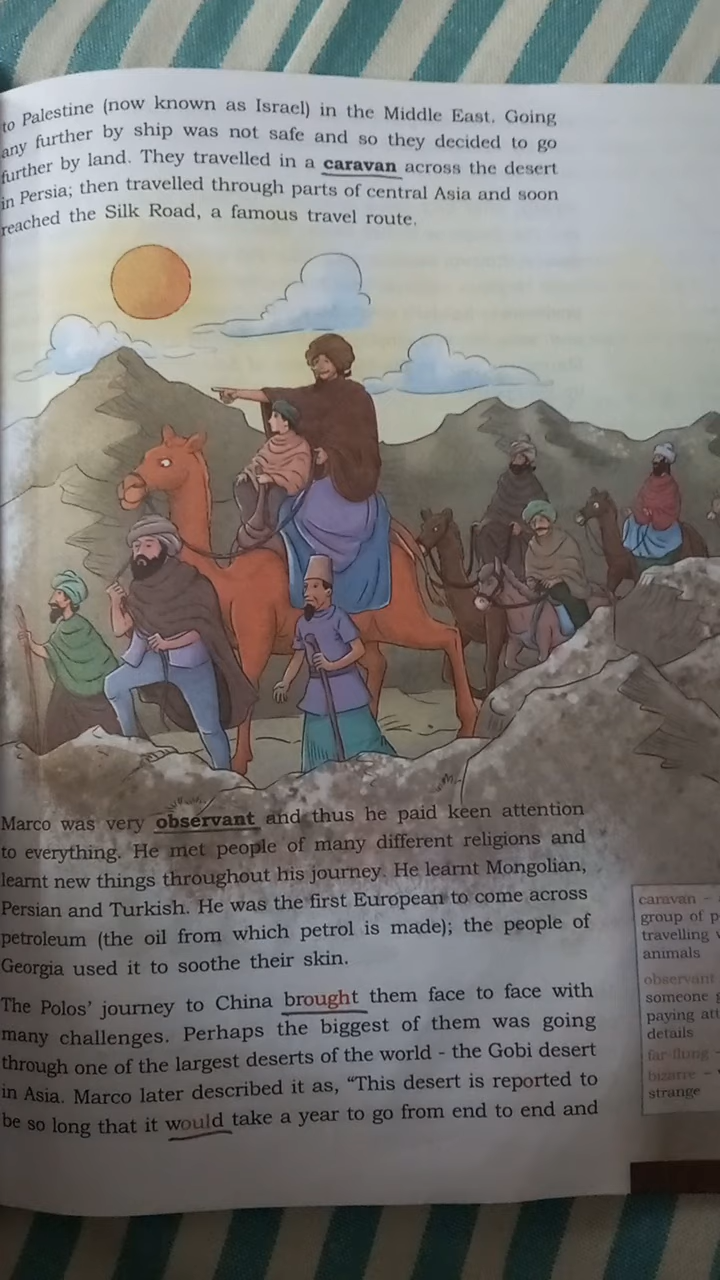 to Palestine (now known as Israel) in the Middle East. Going
any further by ship was not safe and so they decided to go
further by land. They travelled in a caravan across the desert
in Persia; then travelled through parts of central Asia and soon
reached the Silk Road, a famous travel route.
Marco was very observant and thus he paid keen attention
to everything. He met people of many different religions and
learnt new things throughout his journey. He learnt Mongolian,
Persian and Turkish. He was the first European to come across
petroleum (the oil from which petrol is made); the people of
Georgia used it to soothe their skin.
The Polos' journey to China brought them face to face with
many challenges. Perhaps the biggest of them was going
through one of the largest deserts of the world - the Gobi desert
in Asia. Marco later described it as, "This desert is reported to
be so long that it would take a year to go from end to end and
caravan -
group of
travelling
animals
observant
someone
paying
details
far-flung -
bizarre -
strange